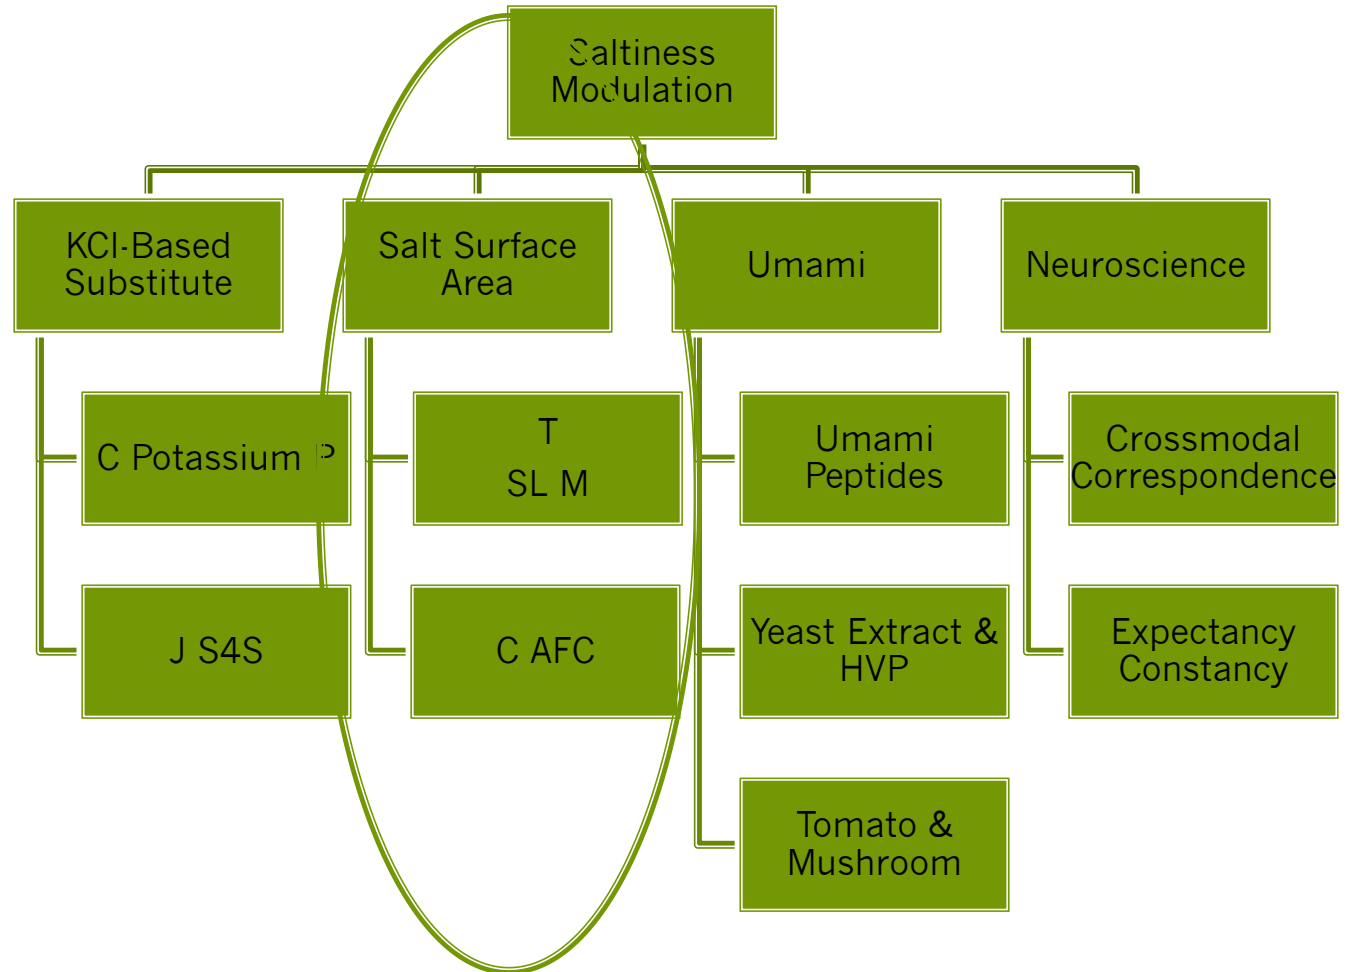 Saltiness
Modulation
KCl-Based
Substitute
Salt Surface
Area
Umami
Neuroscience
C Potassium P
T
SL M
Umami
Peptides
Crossmodal
Correspondence
J S4S
C AFC
Yeast Extract &
HVP
Expectancy
Constancy
Tomato &
Mushroom